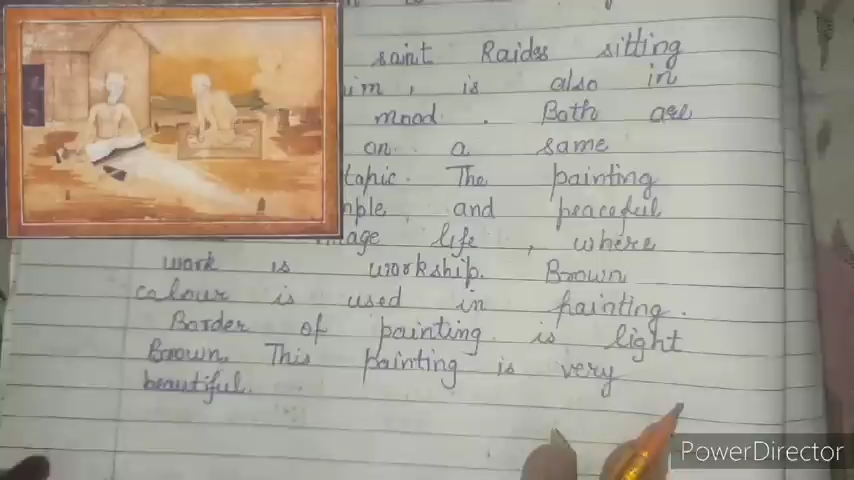 saint Raides sitting
him, is also in
mood. Both are
on a same
topic. The painting
and peaceful
life, where
work is workship. Brown
colour is used in painting.
Border of painting is light
Brown. This painting is very
beautiful.
PowerDirector